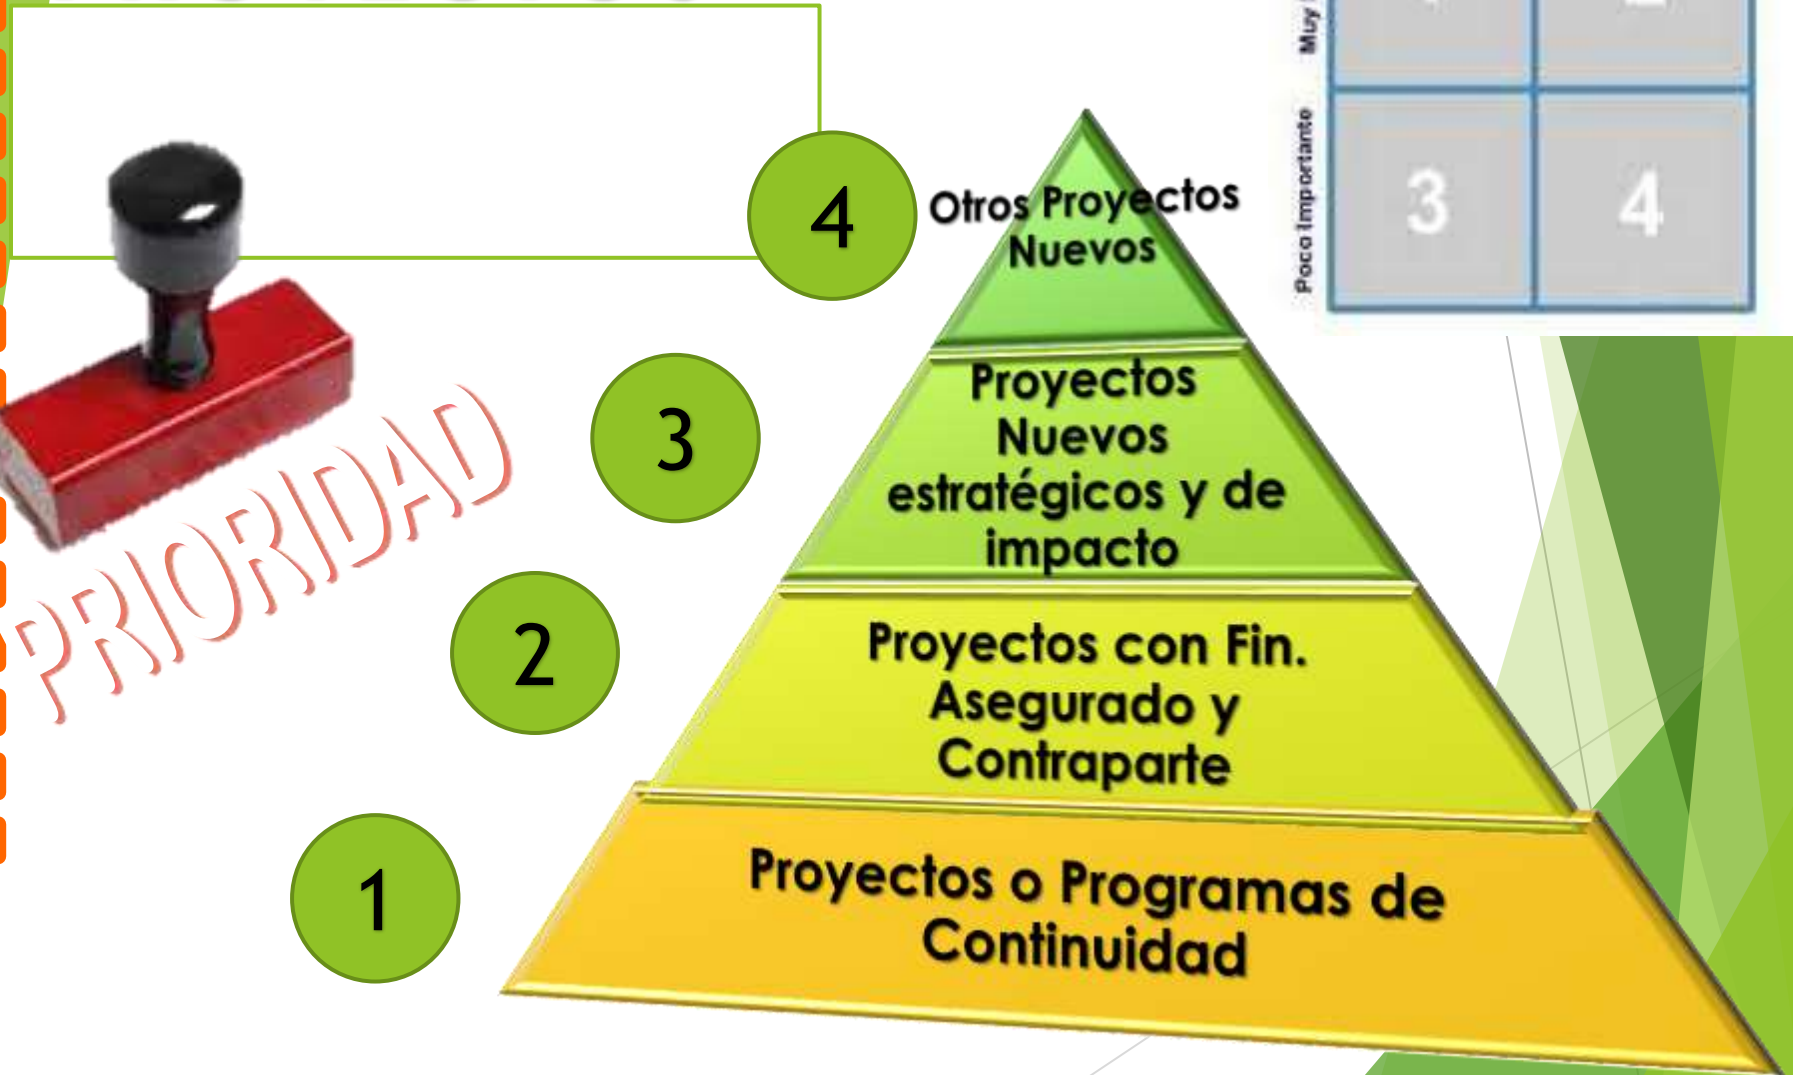 Muy
Poco Importante
3
4
4
Otros Proyectos
Nuevos
3
Proyectos
Nuevos
estratégicos y de
impacto
PRIORIDAD
2
Proyectos con Fin.
Asegurado y
Contraparte
1
Proyectos o Programas de
Continuidad